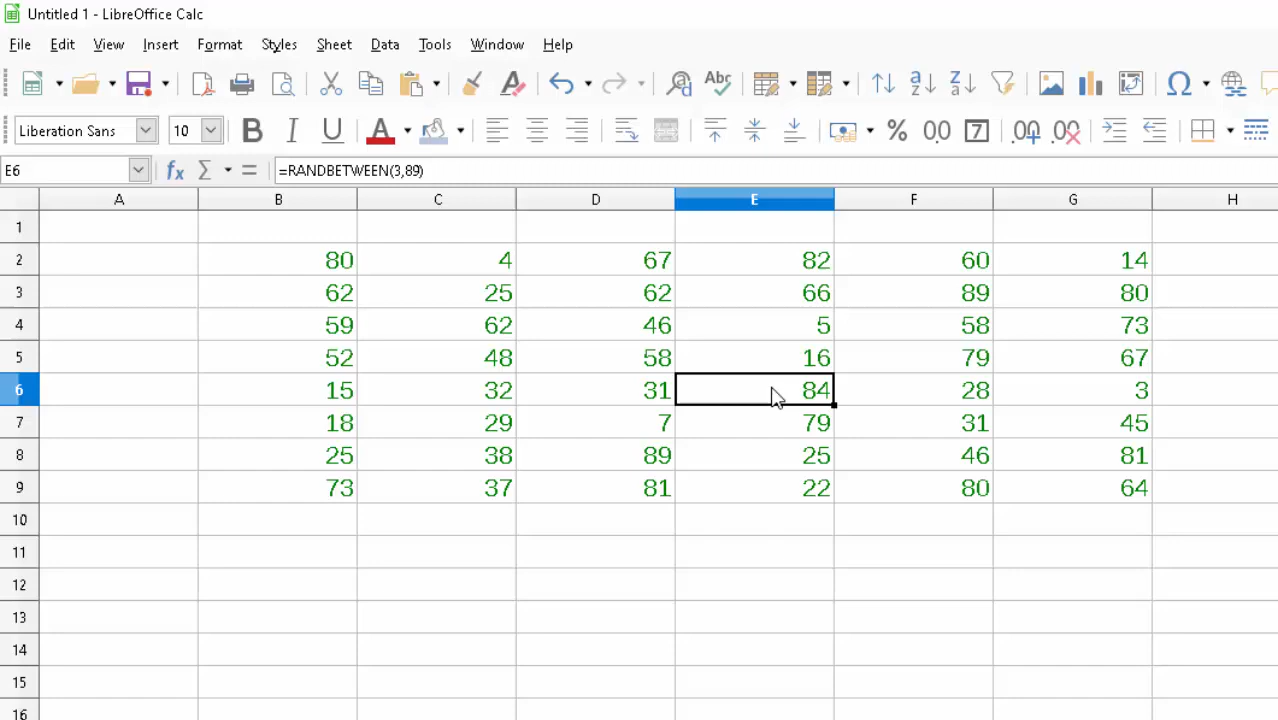 Untitled 1 - LibreOffice Calc
File Edit View Insert Format Styles Sheet Data Tools Window Help
Liberation Sans 10
E6 =RANDBETWEEN(3,89)
A B C D E F G H
1
2 80 4 67 82 60 14
3 62 25 62 66 89 80
4 59 62 46 5 58 73
5 52 48 58 16 79 67
6 15 32 31 84 28 3
7 18 29 7 79 31 45
8 25 38 89 25 46 81
9 73 37 81 22 80 64
10
11
12
13
14
15
16